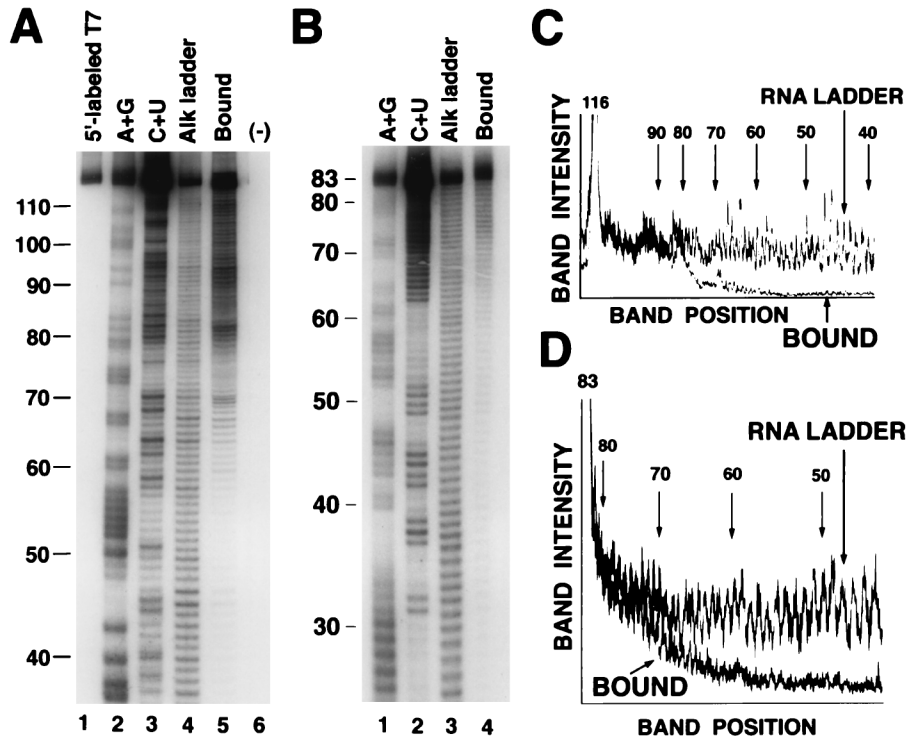 A
5'-labeled T7
A+G
C+U
Alk ladder
Bound
(-)
110
100
90
80
70
60
50
40
1 2 3 4 5 6
B
A+G
C+U
Alk ladder
Bound
83
80
70
60
50
40
30
1 2 3 4
C
RNA LADDER
116
90 80 70 60 50 40
BAND INTENSITY
BAND POSITION
BOUND
D
83
RNA LADDER
80
70 60 50
BAND INTENSITY
BOUND
BAND POSITION